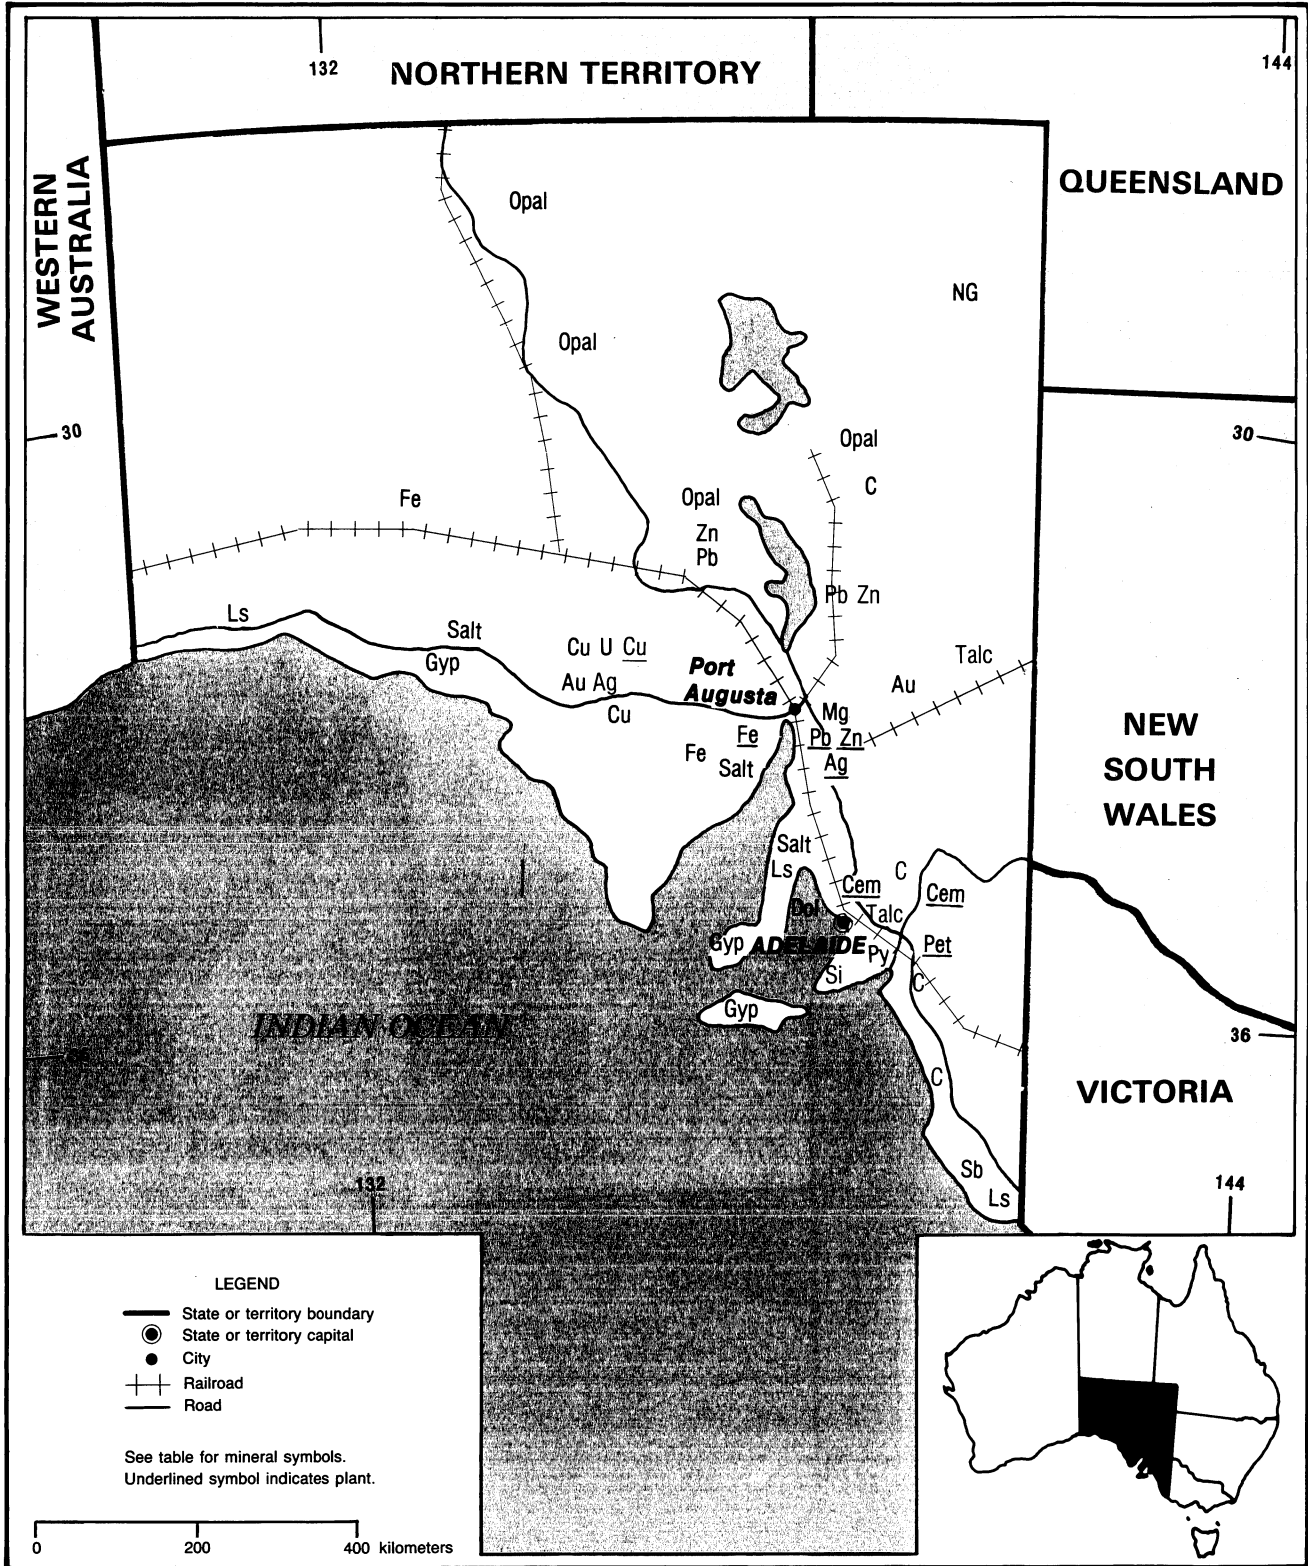 132
144
NORTHERN TERRITORY
QUEENSLAND
WESTERN
AUSTRALIA
Opal
NG
Opal
30
30
Opal
C
Fe
Opal
Zn
Pb
Pb Zn
Ls
Salt
Gyp
Cu U Cu
Au Ag
Cu
Port
Augusta
Talc
Au
Mg
Pb Zn
Ag
Fe
Fe
Salt
NEW
SOUTH
WALES
Salt
Ls
C
Cem
Cem
Dol
Talc
Gyp
ADELAIDE
Py
Pet
Si
C
Gyp
INDIAN OCEAN
36
36
C
VICTORIA
Sb
Ls
132
144
LEGEND
State or territory boundary
State or territory capital
City
Railroad
Road
See table for mineral symbols.
Underlined symbol indicates plant.
0 200 400 kilometers